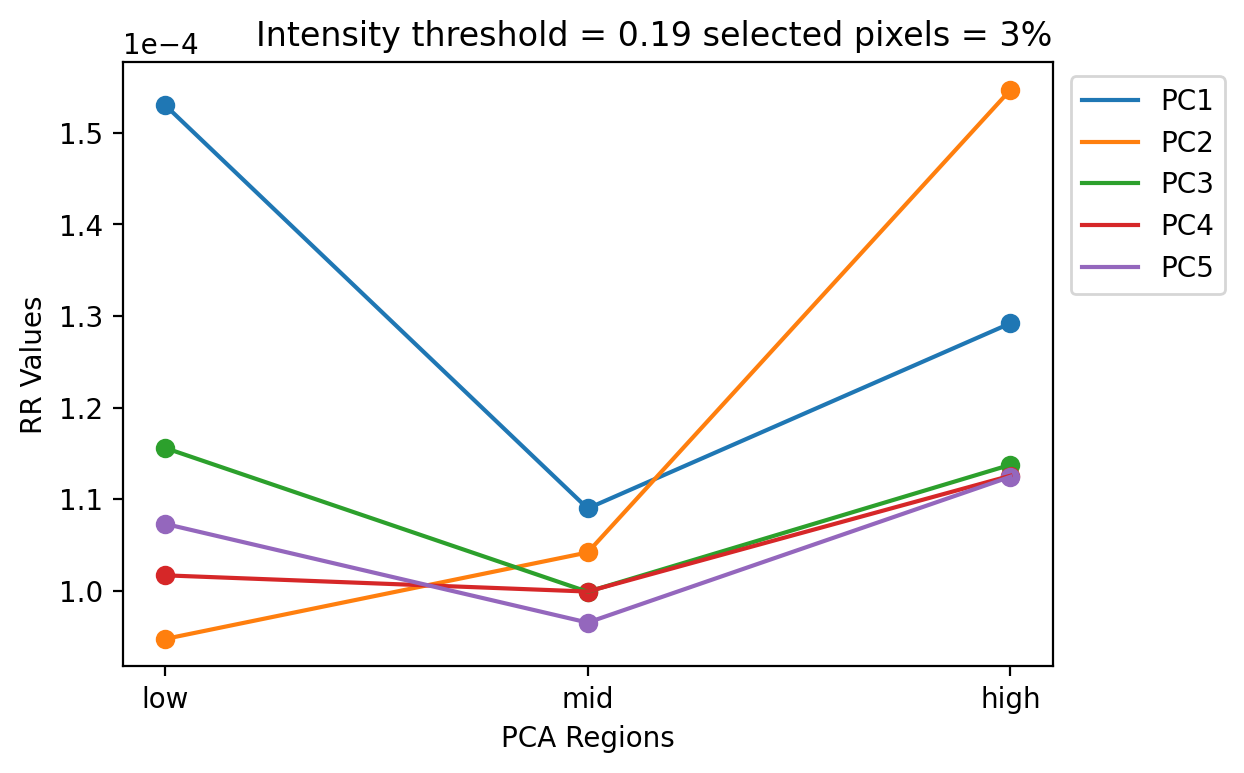 Intensity threshold = 0.19 selected pixels = 3%
1e−4
1.5
1.4
1.3
1.2
1.1
1.0
RR Values
low
mid
high
PCA Regions
PC1
PC2
PC3
PC4
PC5